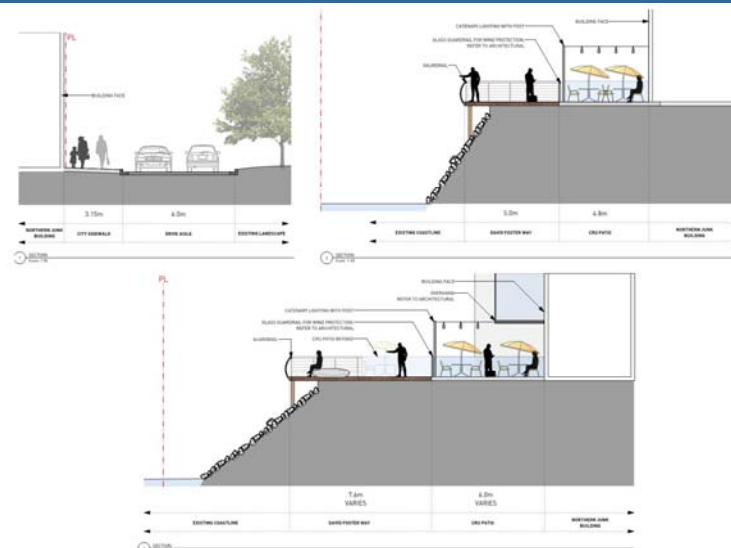 PL
BUILDING FACE
3.15m
6.0m
NORTHERN JUNK
BUILDING
CITY SIDEWALK
DRIVE AISLE
EXISTING LANDSCAPE
SECTION
BUILDING FACE
CATENARY LIGHTING WITH POST
GLASS GUARDRAIL FOR WIND PROTECTION,
REFER TO ARCHITECTURAL
GUARDRAIL
5.0m
4.8m
EXISTING COASTLINE
DAVID FOSTER WAY
CRU PATIO
NORTHERN JUNK
BUILDING
SECTION
PL
BUILDING FACE
OVERHANG
REFER TO ARCHITECTURAL
CATENARY LIGHTING WITH POST
GLASS GUARDRAIL FOR WIND PROTECTION,
REFER TO ARCHITECTURAL
GUARDRAIL
CRU PATIO BEYOND
7.6m
VARIES
6.0m
VARIES
EXISTING COASTLINE
DAVID FOSTER WAY
CRU PATIO
NORTHERN JUNK
BUILDING
SECTION